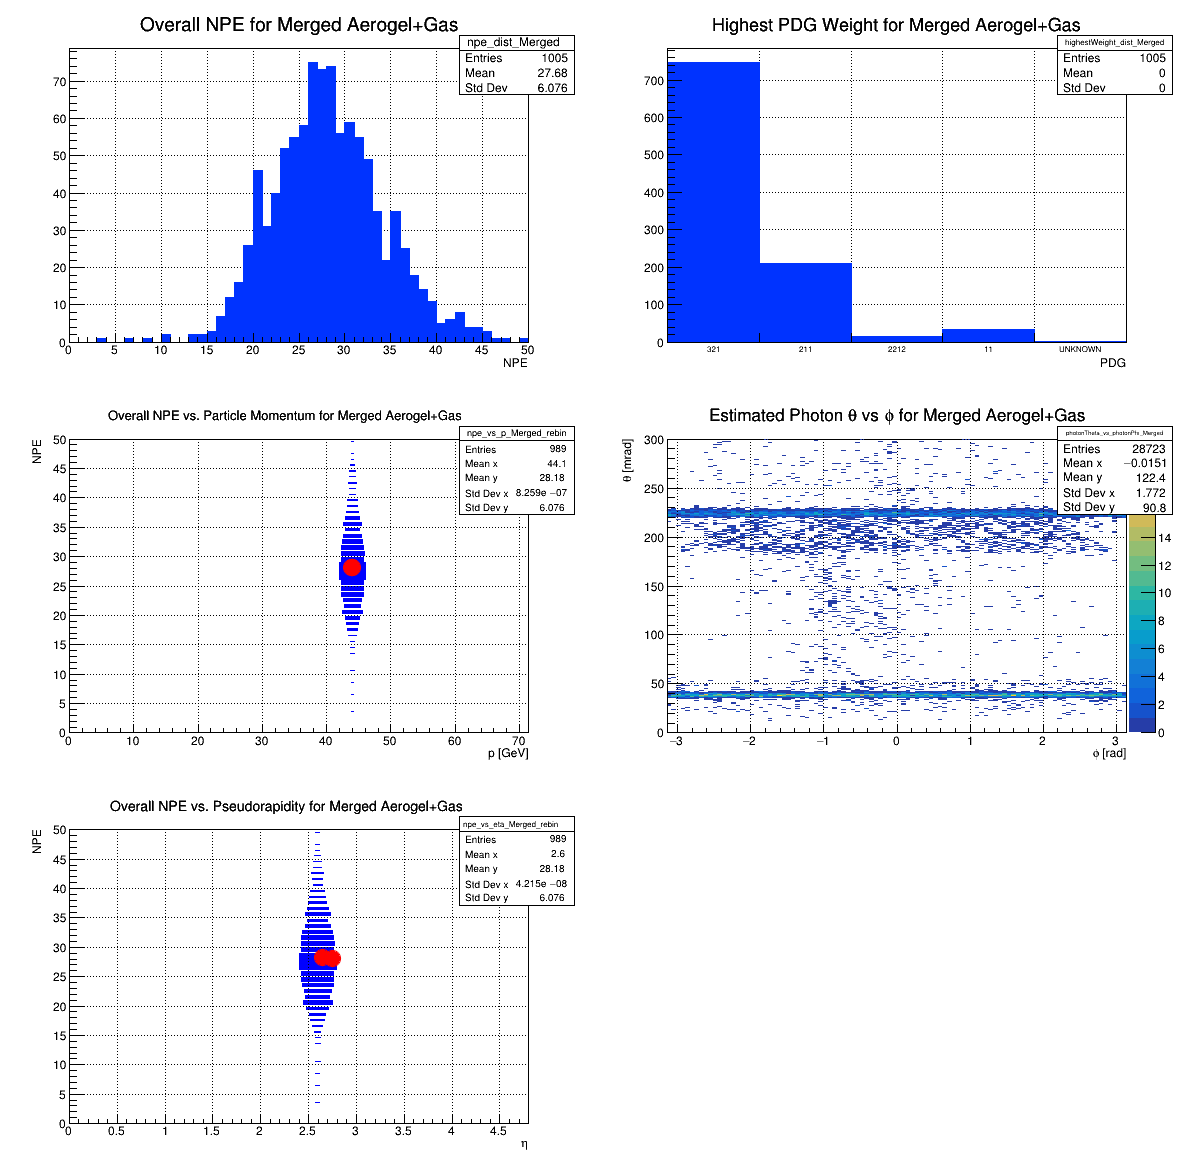 Overall NPE for Merged Aerogel+Gas
npe_dist_Merged
Entries 1005
Mean 27.68
Std Dev 6.076
70
60
50
40
30
20
10
0
0 5 10 15 20 25 30 35 40 45 50
NPE
Highest PDG Weight for Merged Aerogel+Gas
highestWeight_dist_Merged
Entries 1005
Mean 0
Std Dev 0
700
600
500
400
300
200
100
0
321 211 2212 11 UNKNOWN
PDG
Overall NPE vs. Particle Momentum for Merged Aerogel+Gas
npe_vs_p_Merged_rebin
Entries 989
Mean x 44.1
Mean y 28.18
Std Dev x 8.259e −07
Std Dev y 6.076
NPE
50
45
40
35
30
25
20
15
10
5
0
0 10 20 30 40 50 60 70
p [GeV]
Estimated Photon θ vs ϕ for Merged Aerogel+Gas
photonTheta_vs_photonPhi_Merged
Entries 28723
Mean x −0.0151
Mean y 122.4
Std Dev x 1.772
Std Dev y 90.8
θ [mrad]
300
250
200
150
100
50
0
−3 −2 −1 0 1 2 3
ϕ [rad]
14
12
10
8
6
4
2
0
Overall NPE vs. Pseudorapidity for Merged Aerogel+Gas
npe_vs_eta_Merged_rebin
Entries 989
Mean x 2.6
Mean y 28.18
Std Dev x 4.215e −08
Std Dev y 6.076
NPE
50
45
40
35
30
25
20
15
10
5
0
0 0.5 1 1.5 2 2.5 3 3.5 4 4.5
η